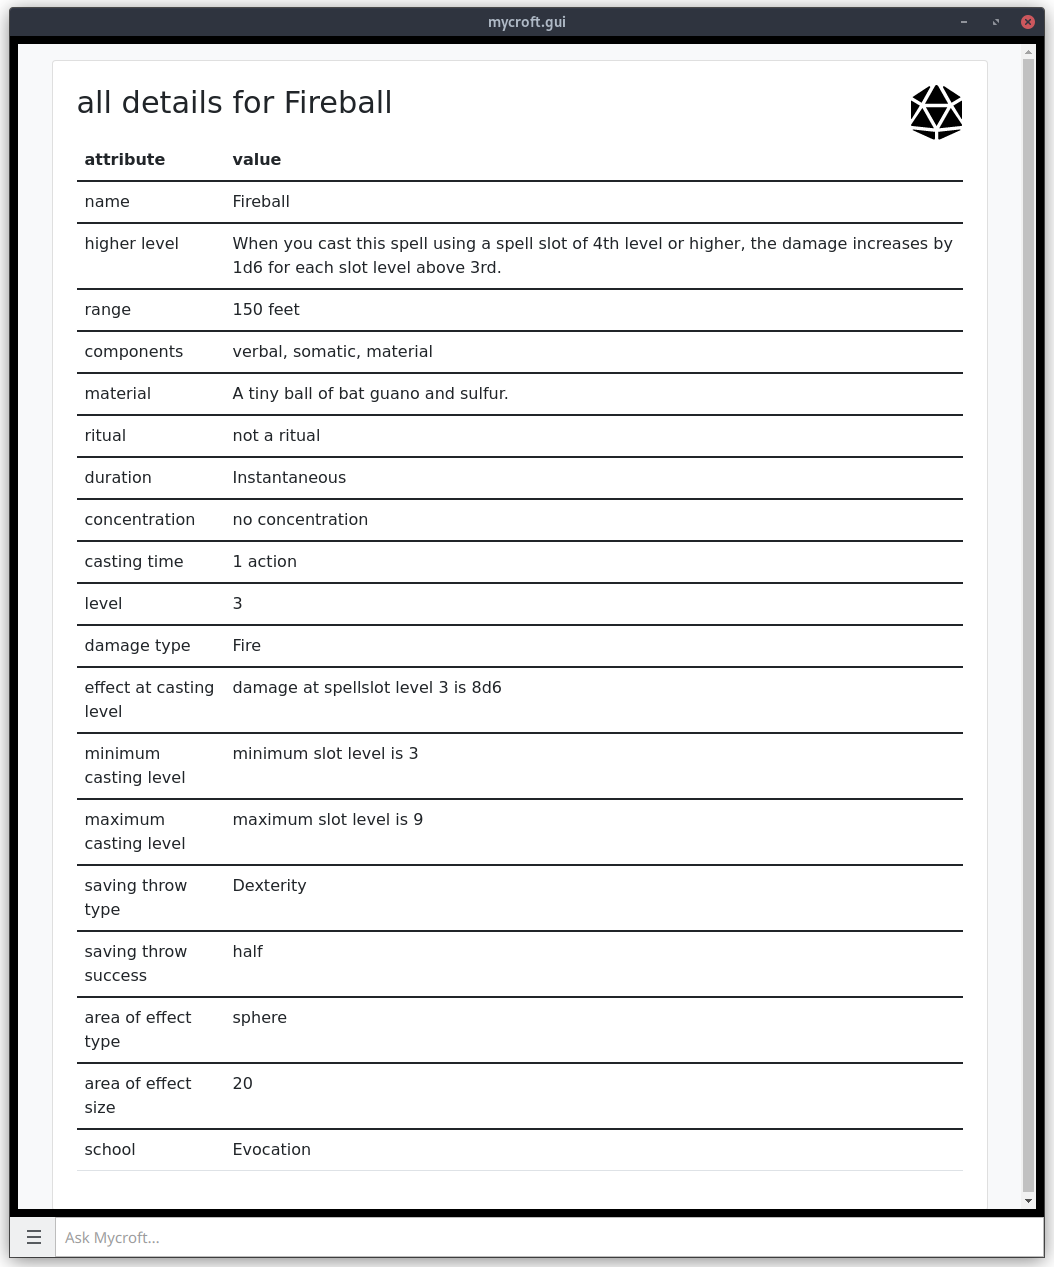 mycroft.gui
all details for Fireball
attribute value
name Fireball
higher level When you cast this spell using a spell slot of 4th level or higher, the damage increases by
1d6 for each slot level above 3rd.
range 150 feet
components verbal, somatic, material
material A tiny ball of bat guano and sulfur.
ritual not a ritual
duration Instantaneous
concentration no concentration
casting time 1 action
level 3
damage type Fire
effect at casting damage at spellslot level 3 is 8d6
level
minimum minimum slot level is 3
casting level
maximum maximum slot level is 9
casting level
saving throw Dexterity
type
saving throw half
success
area of effect sphere
type
area of effect 20
size
school Evocation
Ask Mycroft...